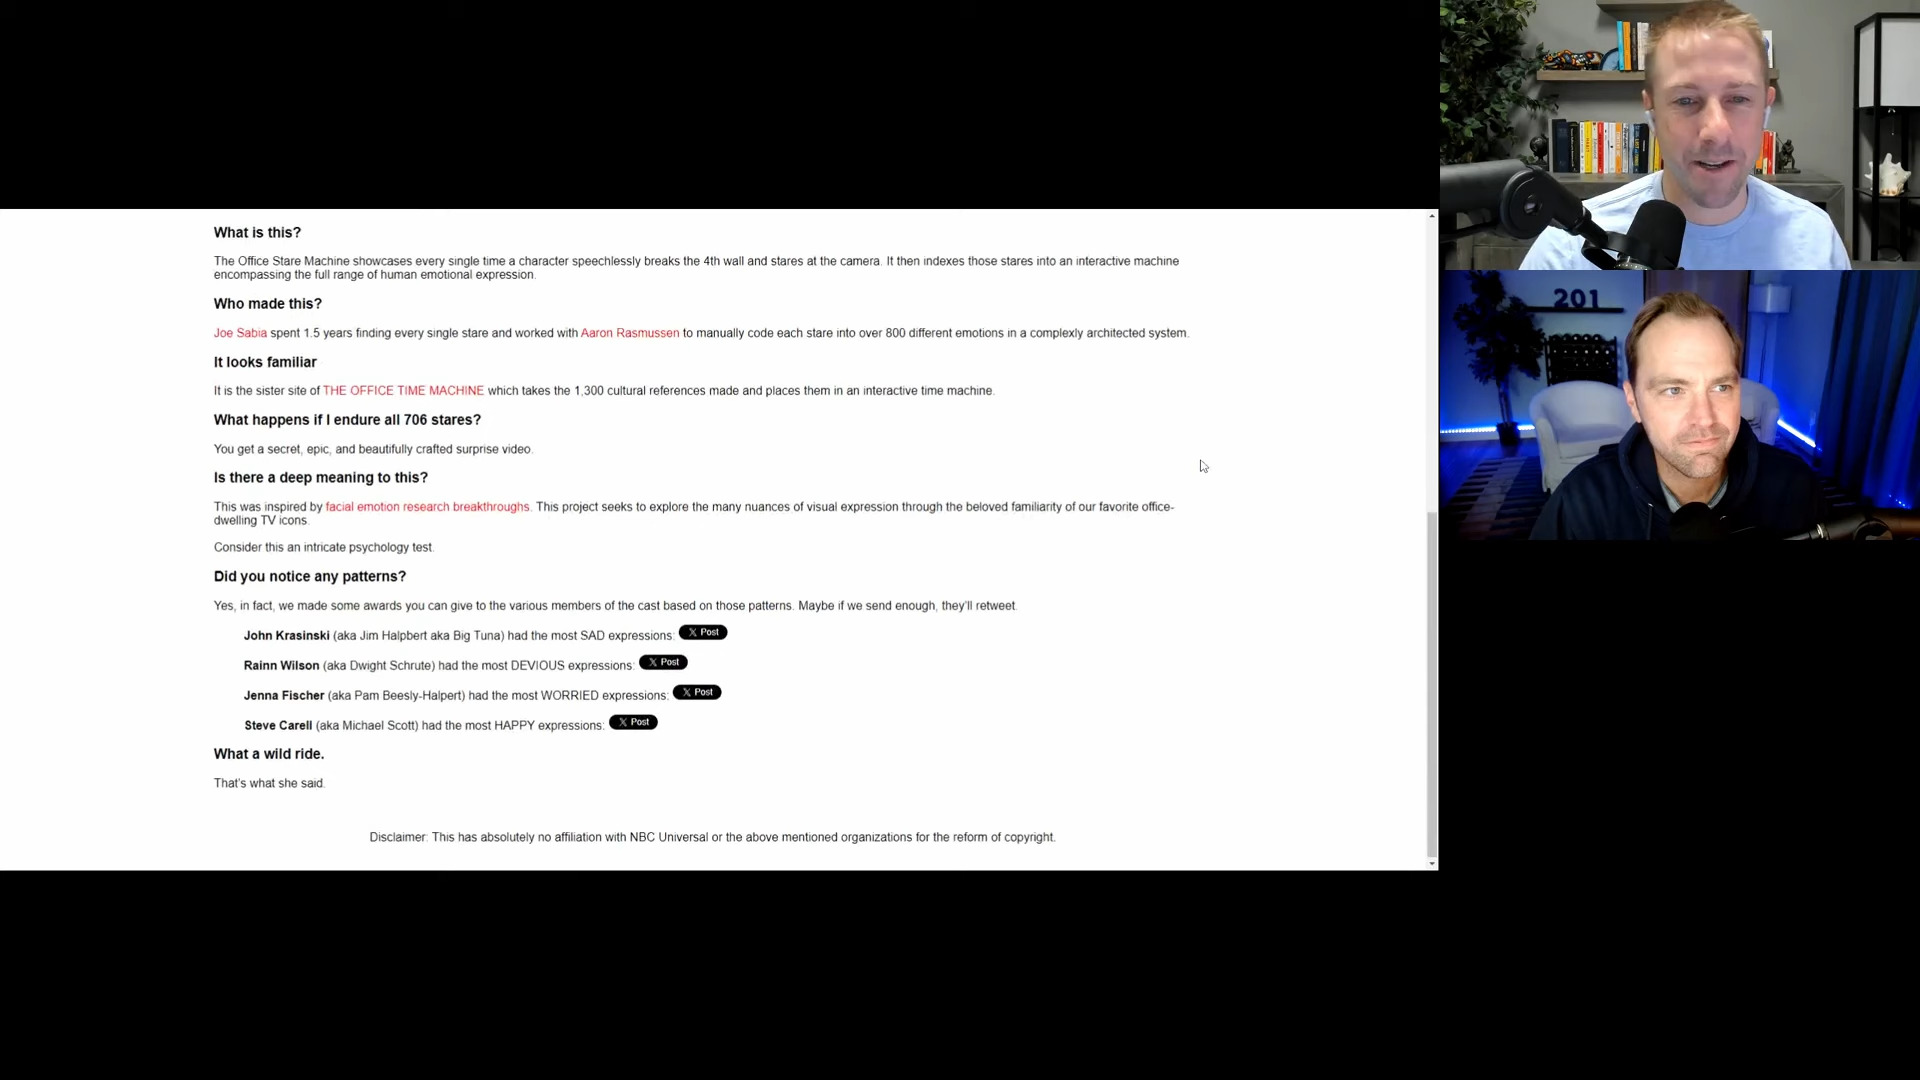 What is this?
The Office Stare Machine showcases every single time a character speechlessly breaks the 4th wall and stares at the camera. It then indexes those stares into an interactive machine
encompassing the full range of human emotional expression.
Who made this?
Joe Sabia spent 1.5 years finding every single stare and worked with Aaron Rasmussen to manually code each stare into over 800 different emotions in a complexly architected system.
It looks familiar
It is the sister site of THE OFFICE TIME MACHINE which takes the 1,300 cultural references made and places them in an interactive time machine.
What happens if I endure all 706 stares?
You get a secret, epic, and beautifully crafted surprise video.
Is there a deep meaning to this?
This was inspired by facial emotion research breakthroughs. This project seeks to explore the many nuances of visual expression through the beloved familiarity of our favorite office-
dwelling TV icons.
Consider this an intricate psychology test.
Did you notice any patterns?
Yes, in fact, we made some awards you can give to the various members of the cast based on those patterns. Maybe if we send enough, they'll retweet.
John Krasinski (aka Jim Halpbert aka Big Tuna) had the most SAD expressions: X Post
Rainn Wilson (aka Dwight Schrute) had the most DEVIOUS expressions: X Post
Jenna Fischer (aka Pam Beesly-Halpert) had the most WORRIED expressions: X Post
Steve Carell (aka Michael Scott) had the most HAPPY expressions: X Post
What a wild ride.
That's what she said.
Disclaimer: This has absolutely no affiliation with NBC Universal or the above mentioned organizations for the reform of copyright.
201